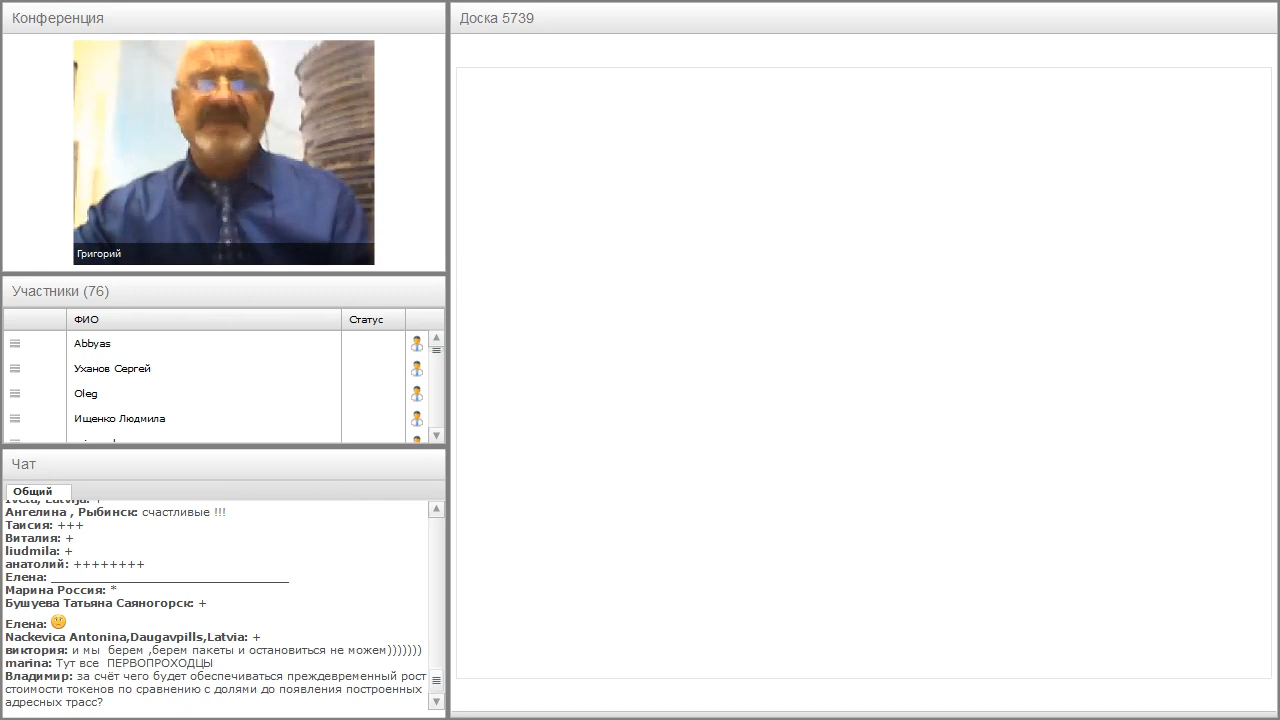 Конференция
Григорий
Участники (76)
ФИО Статус
Abbyas
Уханов Сергей
Oleg
Ищенко Людмила
Чат
Общий
Iveta, Latvija: +
Ангелина , Рыбинск: счастливые !!!
Таисия: +++
Виталия: +
liudmila: +
анатолий: ++++++++
Елена: __________________________________
Марина Россия: *
Бушуева Татьяна Саяногорск: +
Елена:
Nackevica Antonina,Daugavpills,Latvia: +
виктория: и мы берем ,берем пакеты и остановиться не можем)))))))
marina: Тут все ПЕРВОПРОХОДЦЫ
Владимир: за счёт чего будет обеспечиваться преждевременный рост
стоимости токенов по сравнению с долями до появления построенных
адресных трасс?
Доска 5739